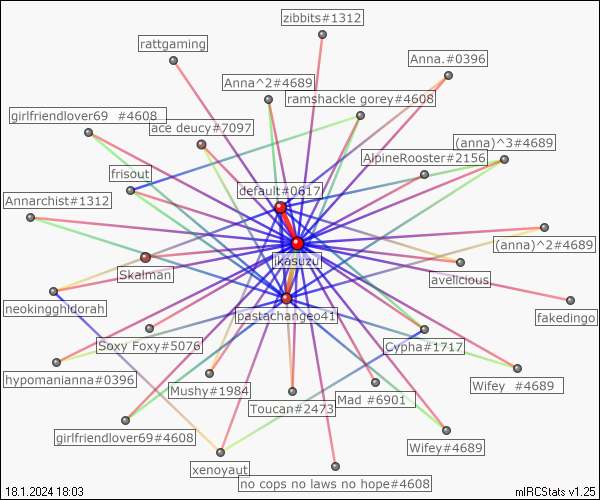 zibbits#1312
rattgaming
Anna.#0396
Anna^2#4689
ramshackle gorey#4608
girlfriendlover69 #4608
ace deucy#7097
(anna)^3#4689
AlpineRooster#2156
frisout
default#0617
Annarchist#1312
(anna)^2#4689
jkasuzu
Skalman
avelicious
neokingghidorah
fakedingo
pastachangeo41
Soxy Foxy#5076
Cypha#1717
hypomanianna#0396
Mushy#1984
Wifey #4689
Toucan#2473
Mad #6901
girlfriendlover69#4608
Wifey#4689
xenoyaut
no cops no laws no hope#4608
18.1.2024 18:03
mIRCStats v1.25